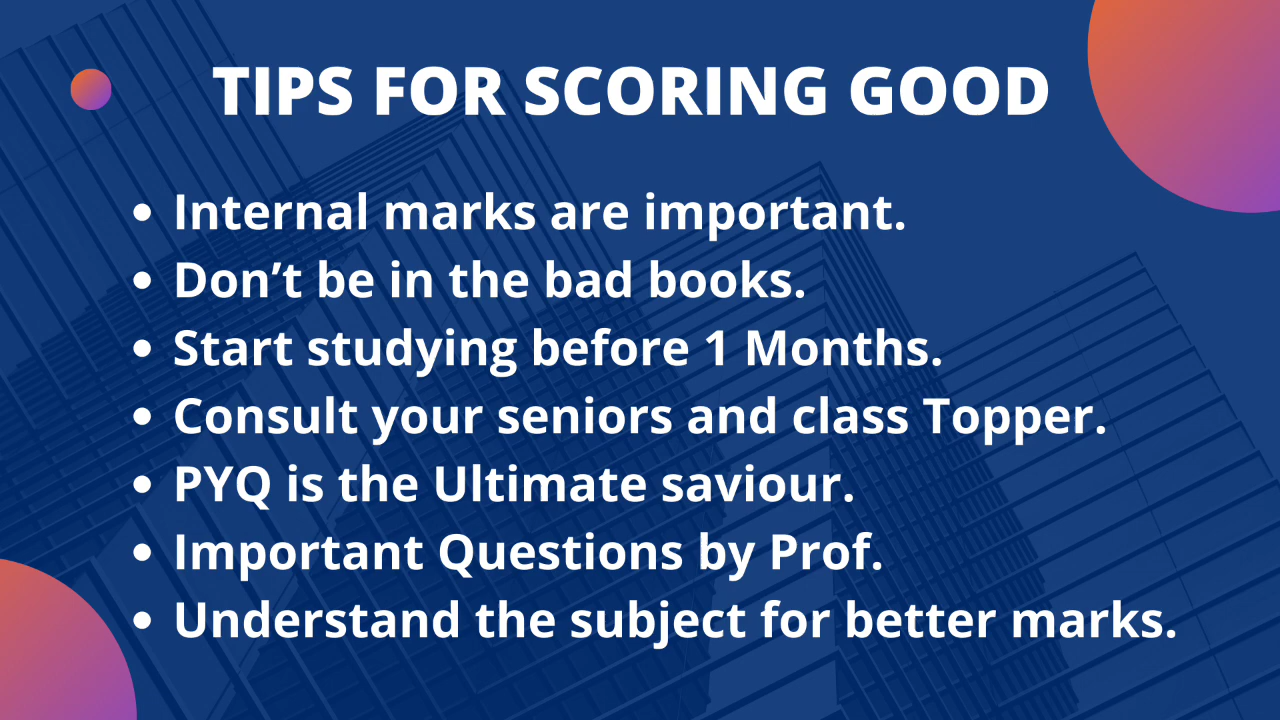 TIPS FOR SCORING GOOD
• Internal marks are important.
• Don’t be in the bad books.
• Start studying before 1 Months.
• Consult your seniors and class Topper.
• PYQ is the Ultimate saviour.
• Important Questions by Prof.
• Understand the subject for better marks.